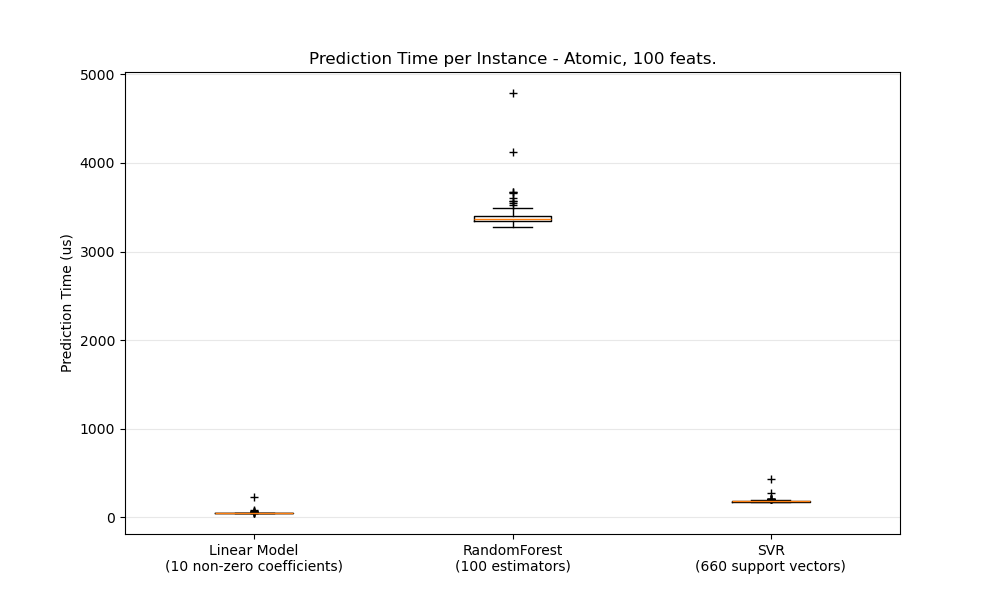 Prediction Time per Instance - Atomic, 100 feats.
5000
4000
3000
2000
1000
0
Prediction Time (us)
Linear Model
(10 non-zero coefficients)
RandomForest
(100 estimators)
SVR
(660 support vectors)